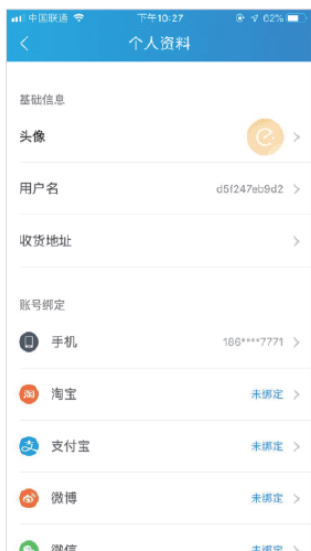 中国联通 下午10:27 62%
个人资料
基础信息
头像
用户名 d5f247eb9d2
收货地址
账号绑定
手机 186****7771
淘宝 未绑定
支付宝 未绑定
微博 未绑定
微信 未绑定